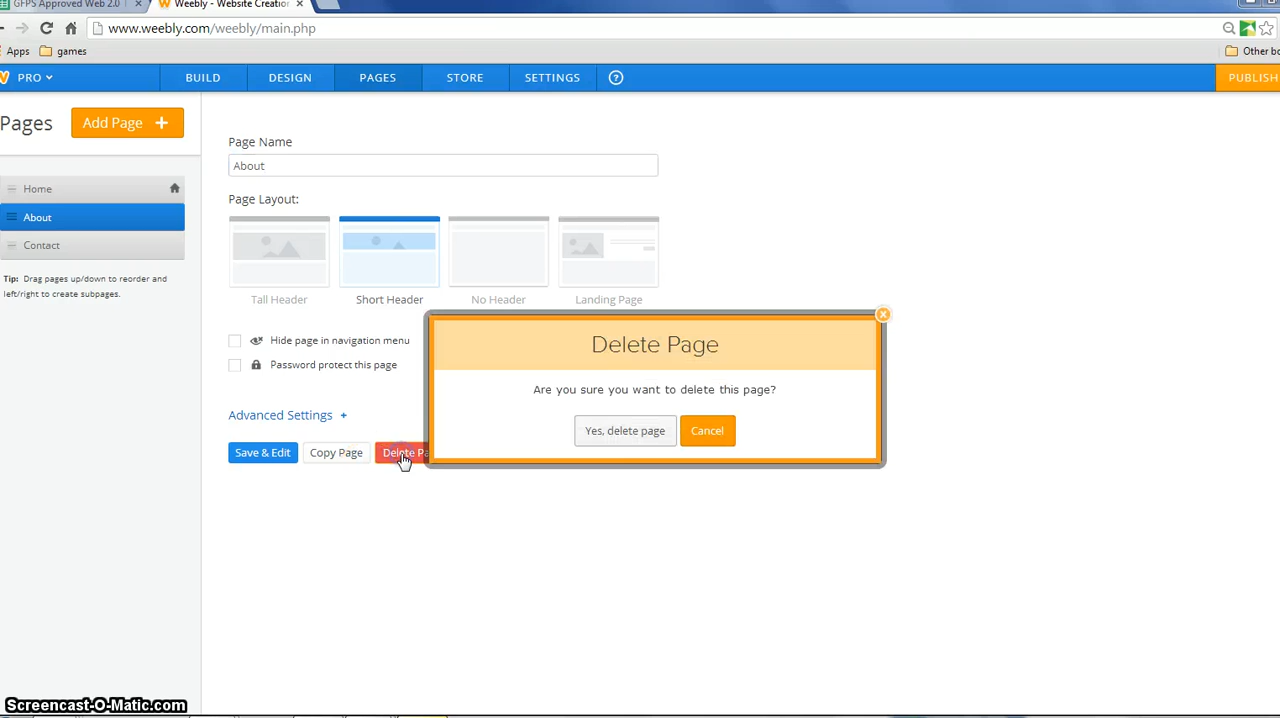 GFPS Approved Web 2.0
Weebly - Website Creation
www.weebly.com/weebly/main.php
Apps
games
Other bo
PRO
BUILD
DESIGN
PAGES
STORE
SETTINGS
?
PUBLISH
Pages
Add Page +
Home
About
Contact
Tip: Drag pages up/down to reorder and
left/right to create subpages.
Page Name
About
Page Layout:
Tall Header
Short Header
No Header
Landing Page
Hide page in navigation menu
Password protect this page
Advanced Settings +
Save & Edit
Copy Page
Delete Pa
Delete Page
Are you sure you want to delete this page?
Yes, delete page
Cancel
Screencast-O-Matic.com